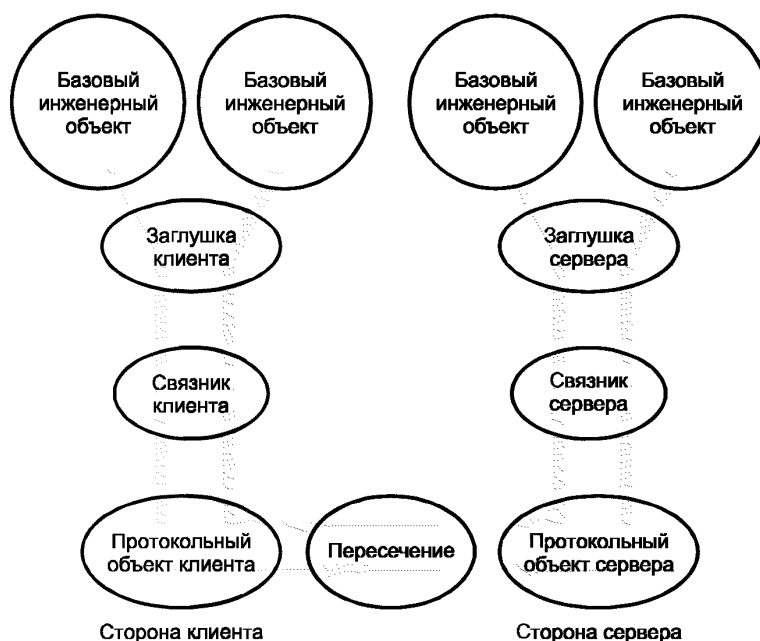 Базовый
инженерный
объект
Базовый
инженерный
объект
Базовый
инженерный
объект
Базовый
инженерный
объект
Заглушка
клиента
Заглушка
сервера
Связник
клиента
Связник
сервера
Протокольный
объект клиента
Пересечение
Протокольный
объект сервера
Сторона клиента
Сторона сервера